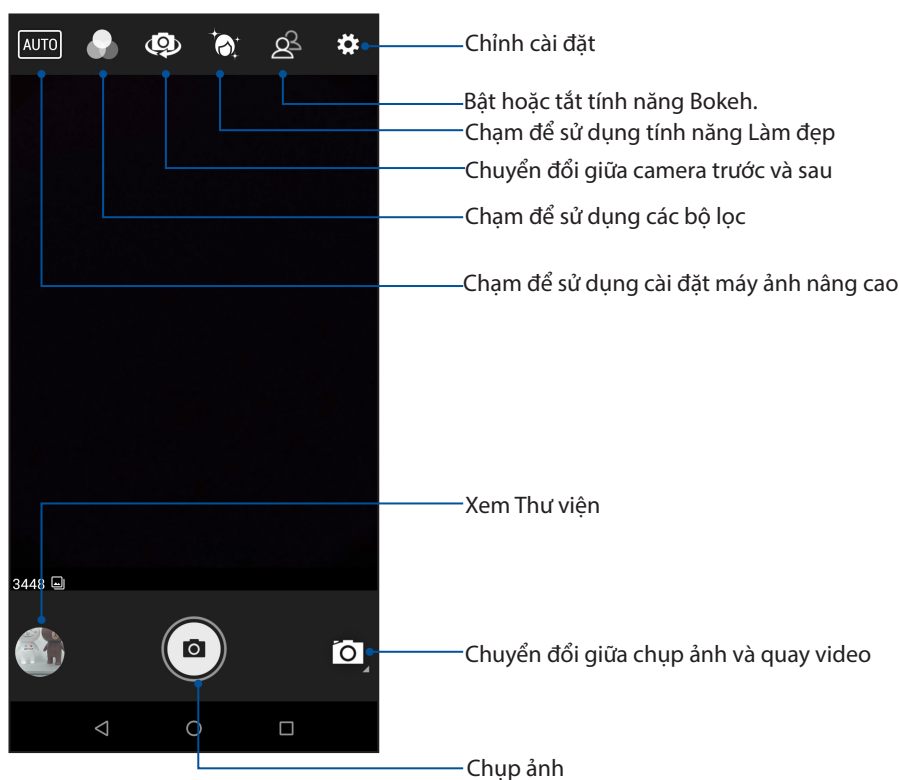 AUTO
Chỉnh cài đặt
Bật hoặc tắt tính năng Bokeh.
Chạm để sử dụng tính năng Làm đẹp
Chuyển đổi giữa camera trước và sau
Chạm để sử dụng các bộ lọc
Chạm để sử dụng cài đặt máy ảnh nâng cao
Xem Thư viện
3448
Chuyển đổi giữa chụp ảnh và quay video
Chụp ảnh